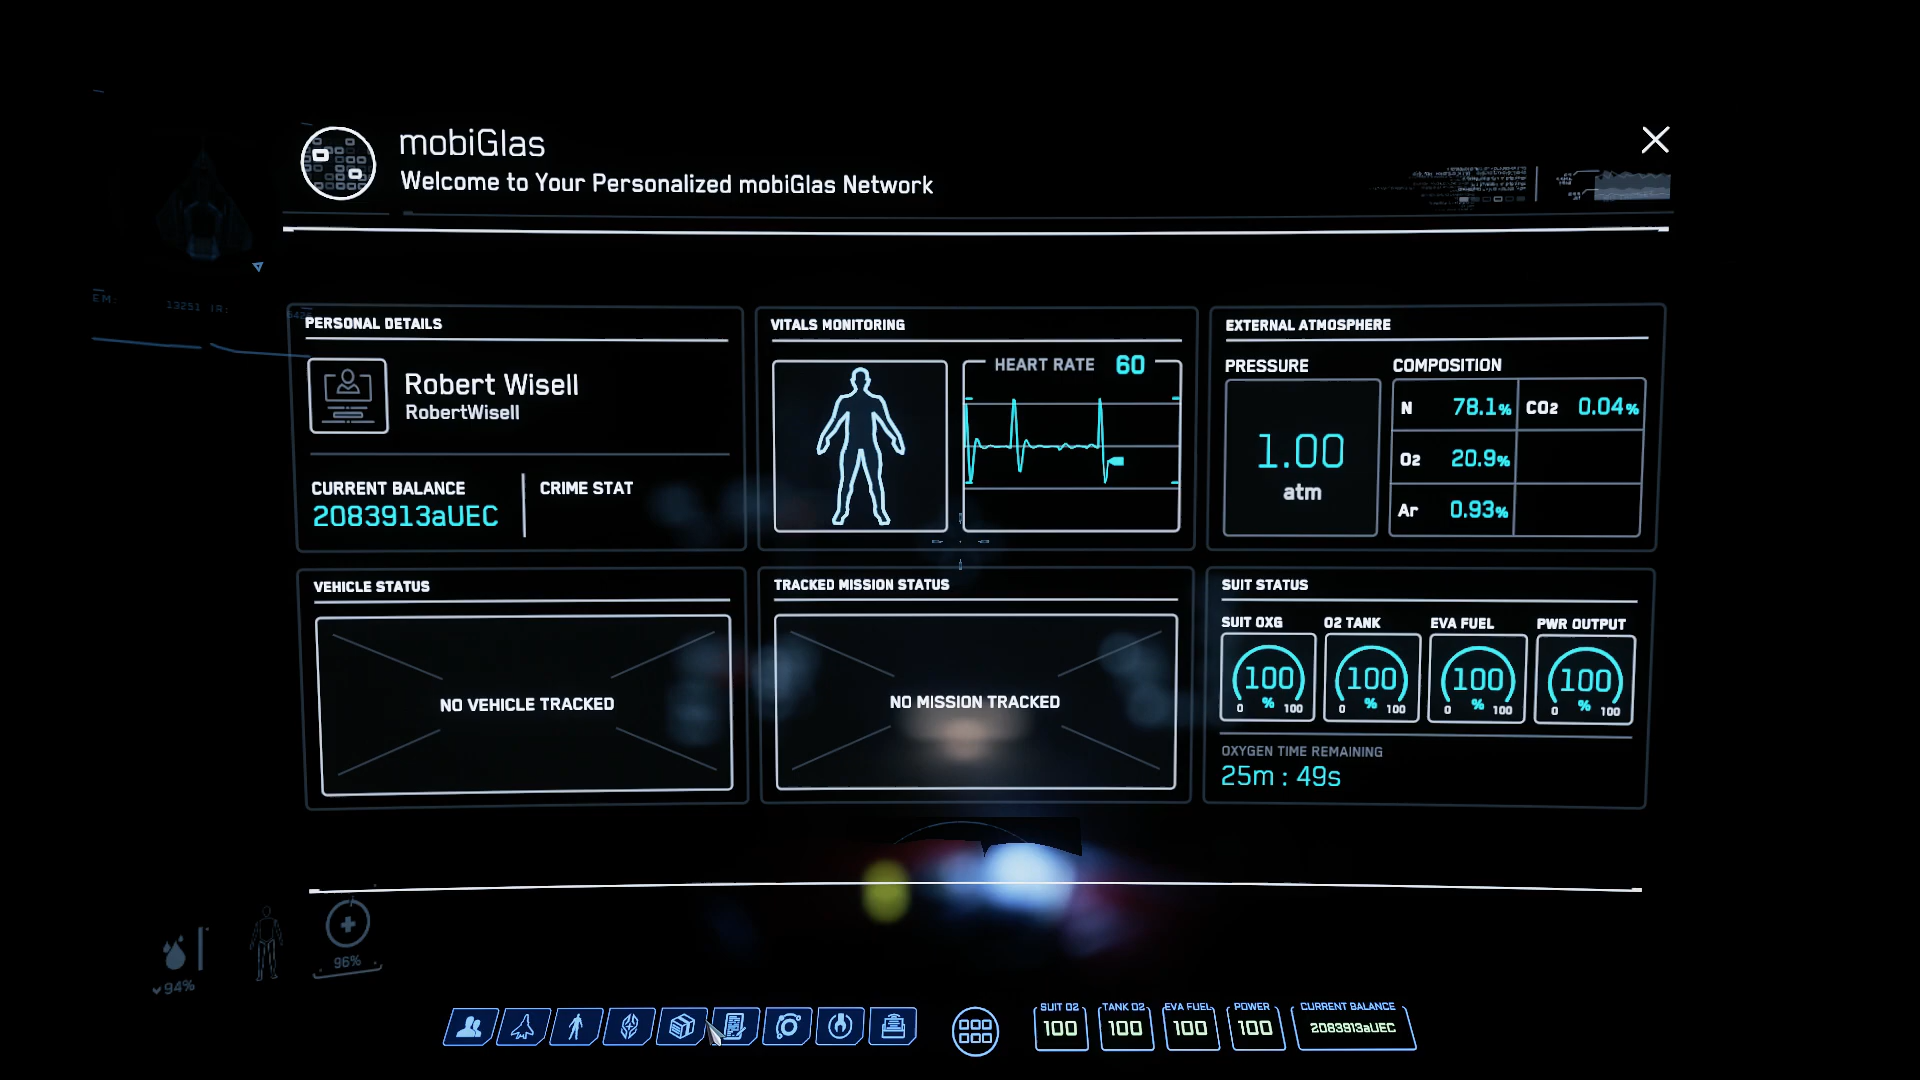 mobiGlas
Welcome to Your Personalized mobiGlas Network
EM: 13251 IR:
PERSONAL DETAILS
Robert Wisell
RobertWisell
CURRENT BALANCE
2083913aUEC
CRIME STAT
VITALS MONITORING
HEART RATE 60
EXTERNAL ATMOSPHERE
PRESSURE
1.00
atm
COMPOSITION
N 78.1% CO2 0.04%
O2 20.9%
Ar 0.93%
VEHICLE STATUS
NO VEHICLE TRACKED
TRACKED MISSION STATUS
NO MISSION TRACKED
SUIT STATUS
SUIT OXG O2 TANK EVA FUEL PWR OUTPUT
100 100 100 100
0 % 100 0 % 100 0 % 100 0 % 100
OXYGEN TIME REMAINING
25m : 49s
94%
96%
SUIT O2 TANK O2 EVA FUEL POWER CURRENT BALANCE
100 100 100 100 2083913aUEC